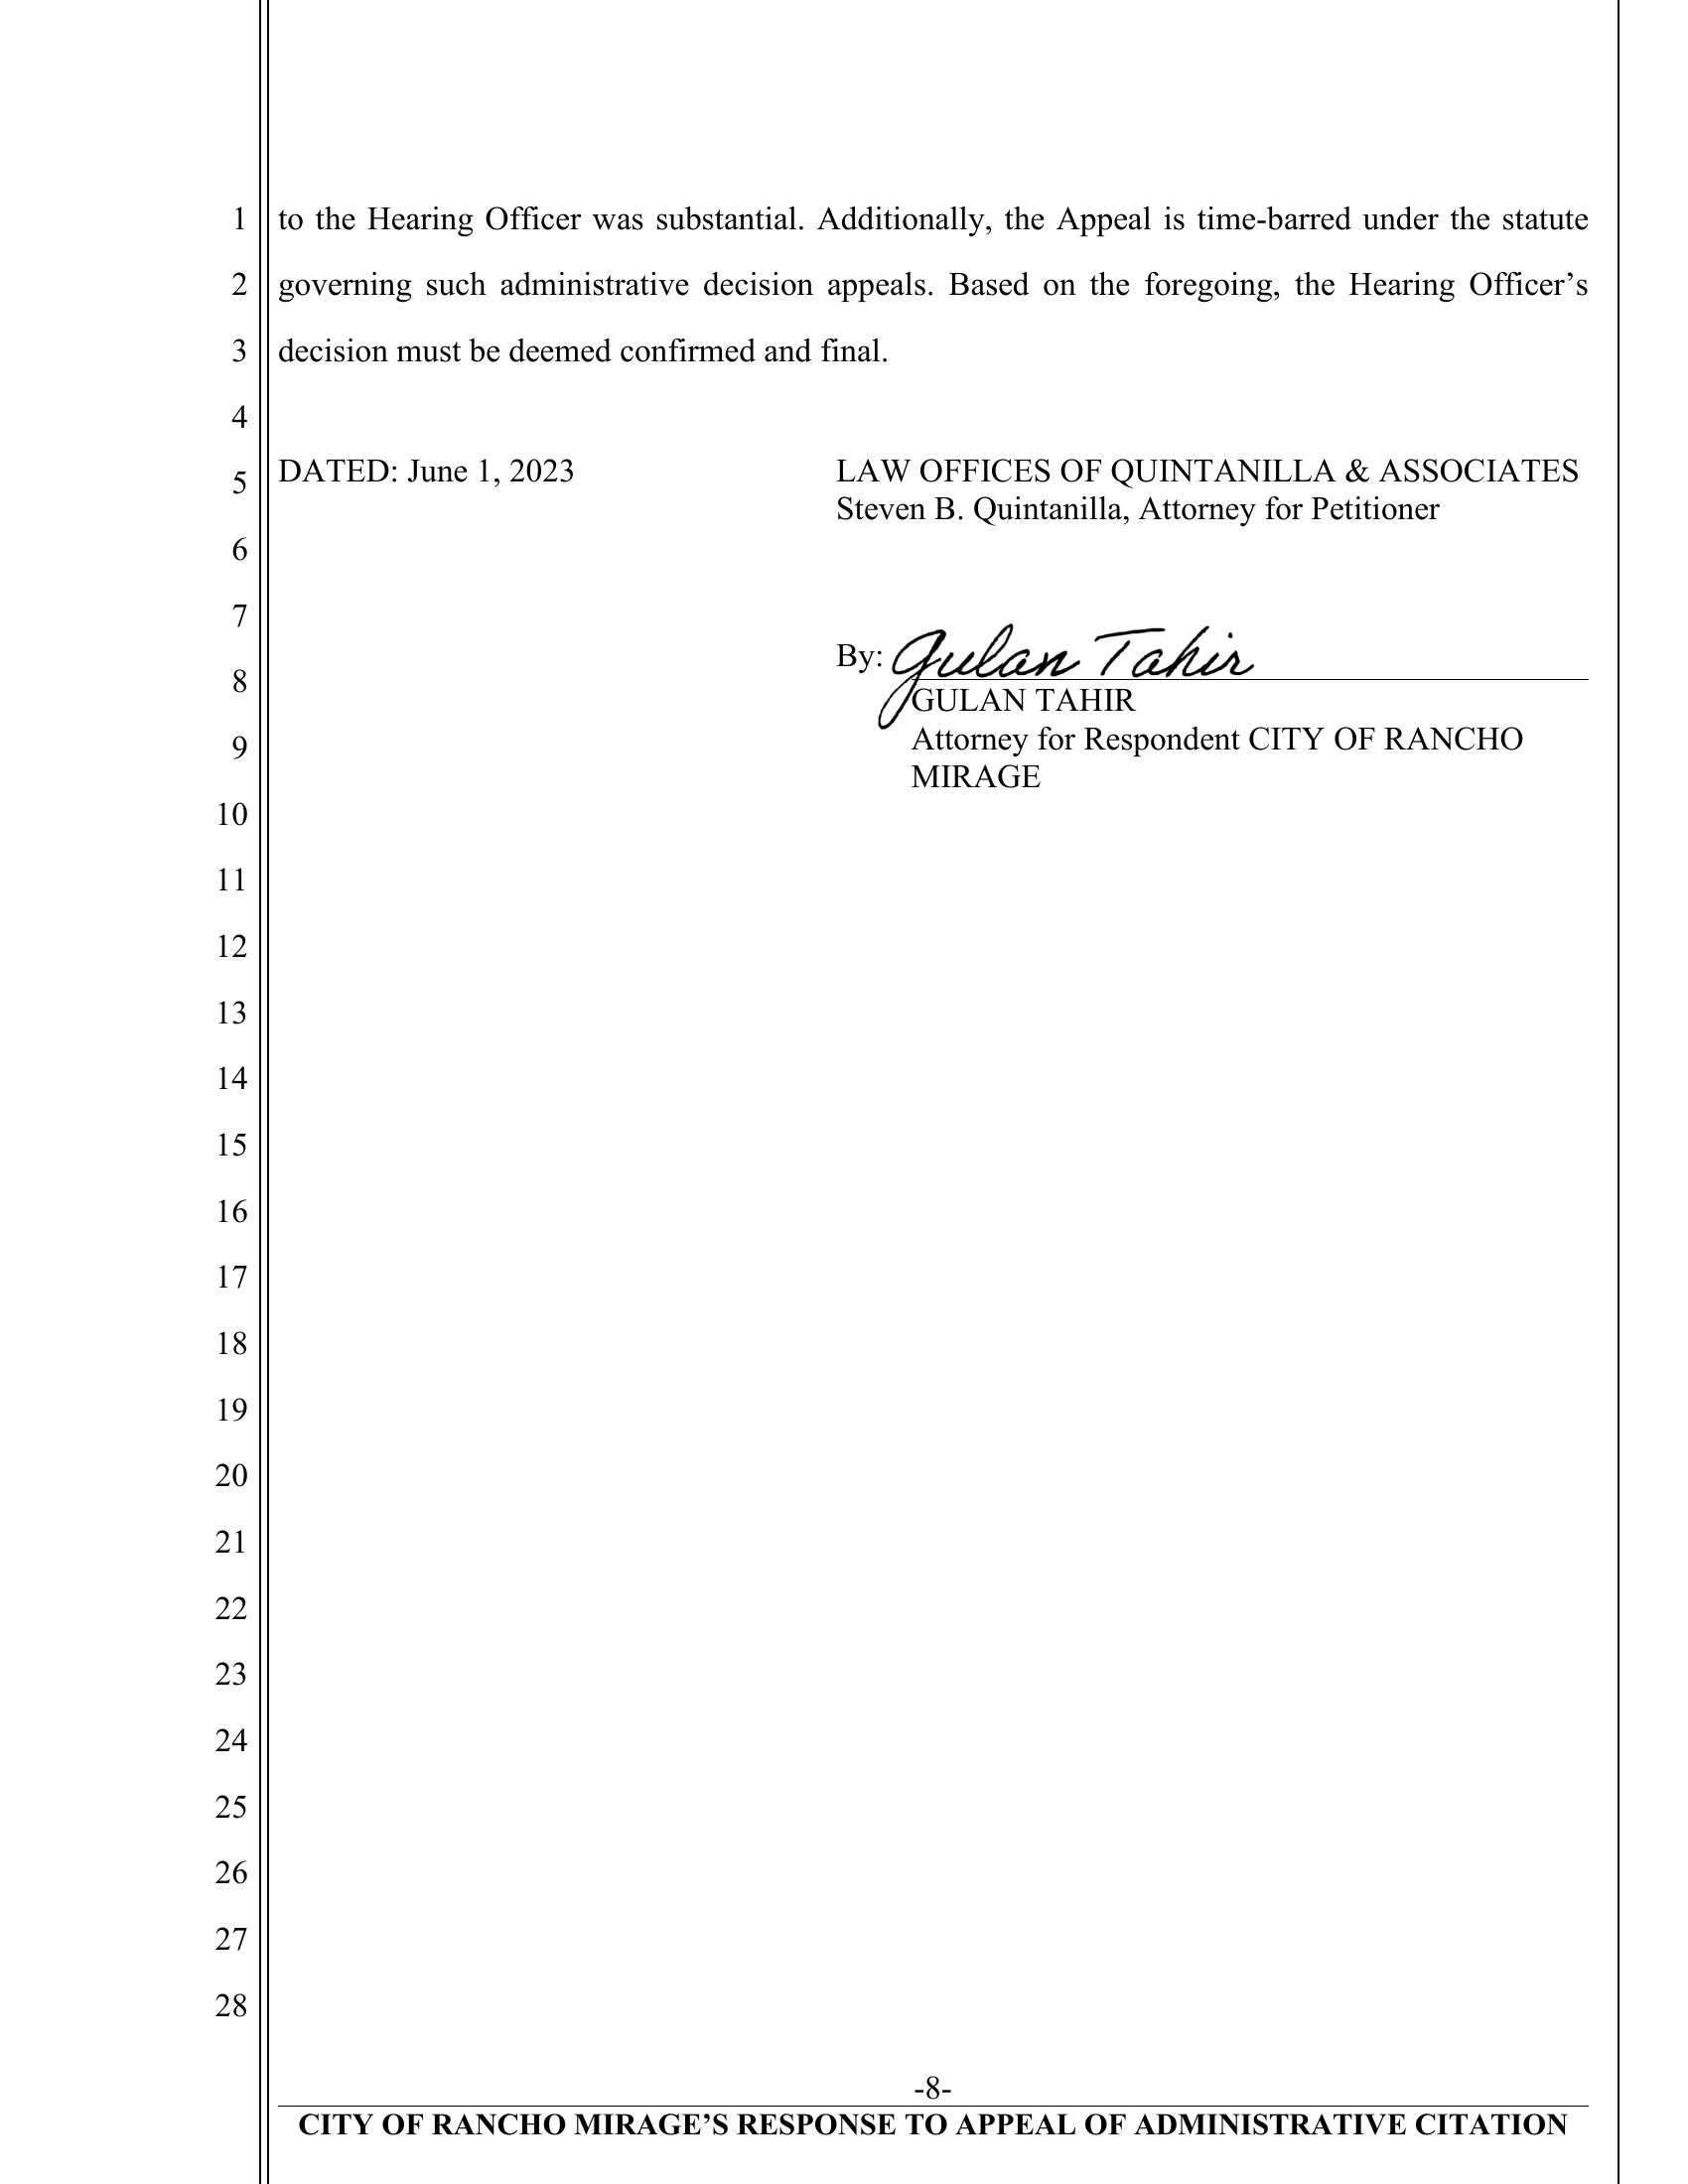 1 to the Hearing Officer was substantial. Additionally, the Appeal is time-barred under the statute
2 governing such administrative decision appeals. Based on the foregoing, the Hearing Officer’s
3 decision must be deemed confirmed and final.
4
5 DATED: June 1, 2023 LAW OFFICES OF QUINTANILLA & ASSOCIATES
Steven B. Quintanilla, Attorney for Petitioner
6
7
By: Gulan Tahir
8
GULAN TAHIR
9 Attorney for Respondent CITY OF RANCHO
MIRAGE
10
11
12
13
14
15
16
17
18
19
20
21
22
23
24
25
26
27
28
-8-
CITY OF RANCHO MIRAGE’S RESPONSE TO APPEAL OF ADMINISTRATIVE CITATION